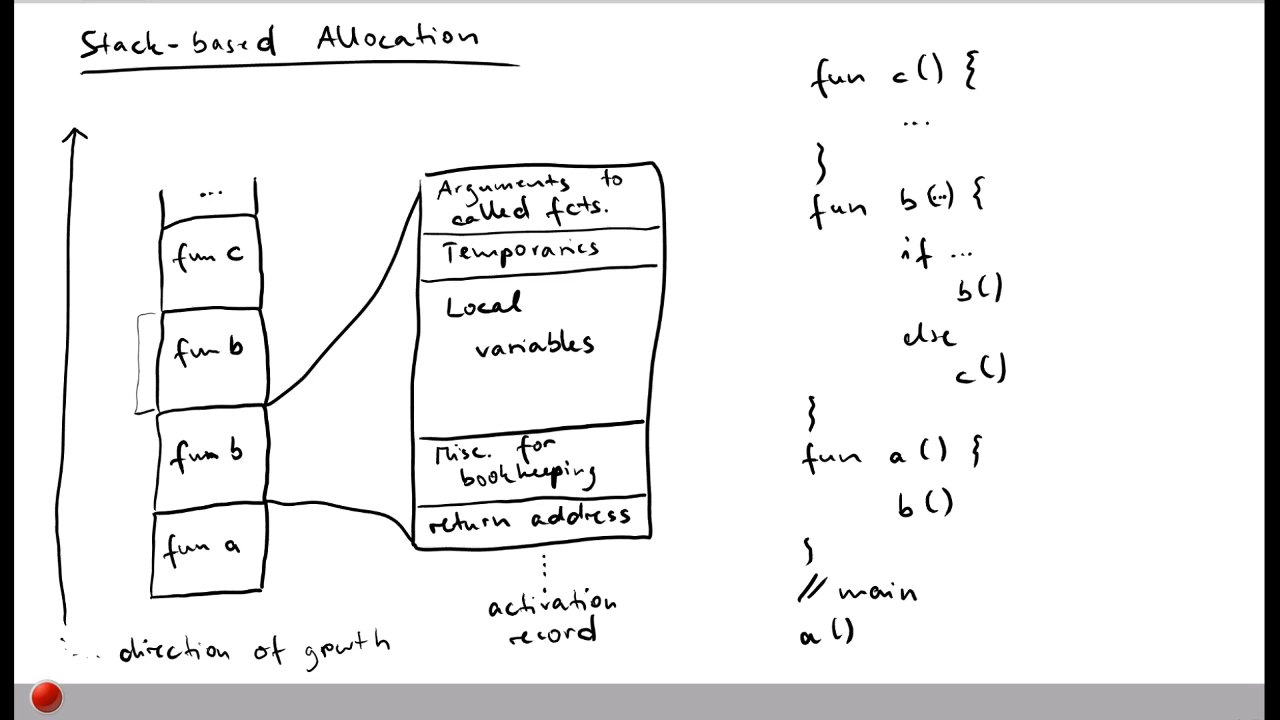 Stack-based Allocation
...
fun c
fun b
fun b
fun a
direction of growth
Arguments to
called fcts.
Temporaries
Local
variables
Misc. for
bookkeeping
return address
activation
record
fun c() {
...
}
fun b(...) {
if ...
b()
else
c()
}
fun a() {
b()
}
// main
a()